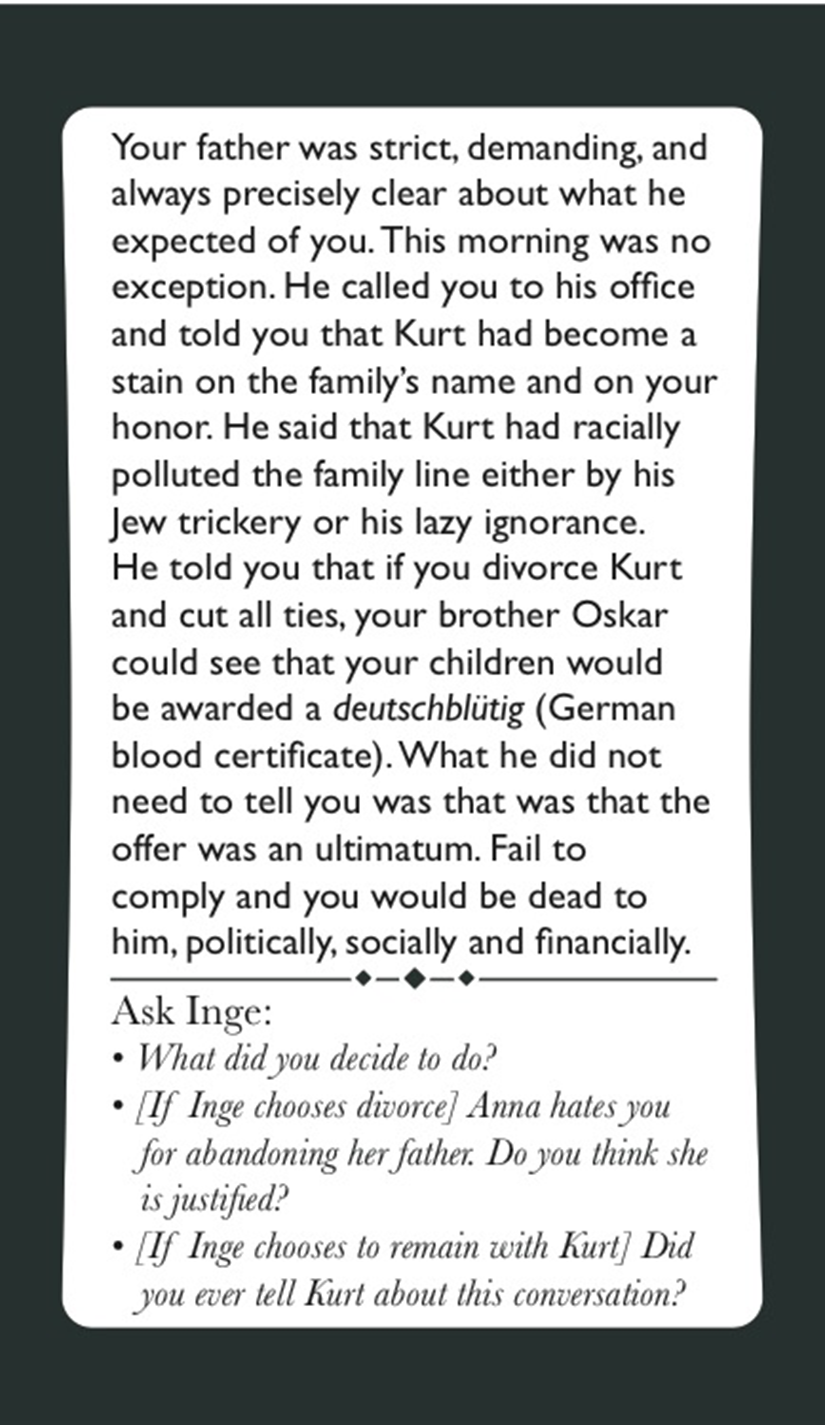 Your father was strict, demanding, and
always precisely clear about what he
expected of you. This morning was no
exception. He called you to his office
and told you that Kurt had become a
stain on the family's name and on your
honor. He said that Kurt had racially
polluted the family line either by his
Jew trickery or his lazy ignorance.
He told you that if you divorce Kurt
and cut all ties, your brother Oskar
could see that your children would
be awarded a deutschblütig (German
blood certificate). What he did not
need to tell you was that was that the
offer was an ultimatum. Fail to
comply and you would be dead to
him, politically, socially and financially.
Ask Inge:
• What did you decide to do?
• [If Inge chooses divorce] Anna hates you
for abandoning her father. Do you think she
is justified?
• [If Inge chooses to remain with Kurt] Did
you ever tell Kurt about this conversation?